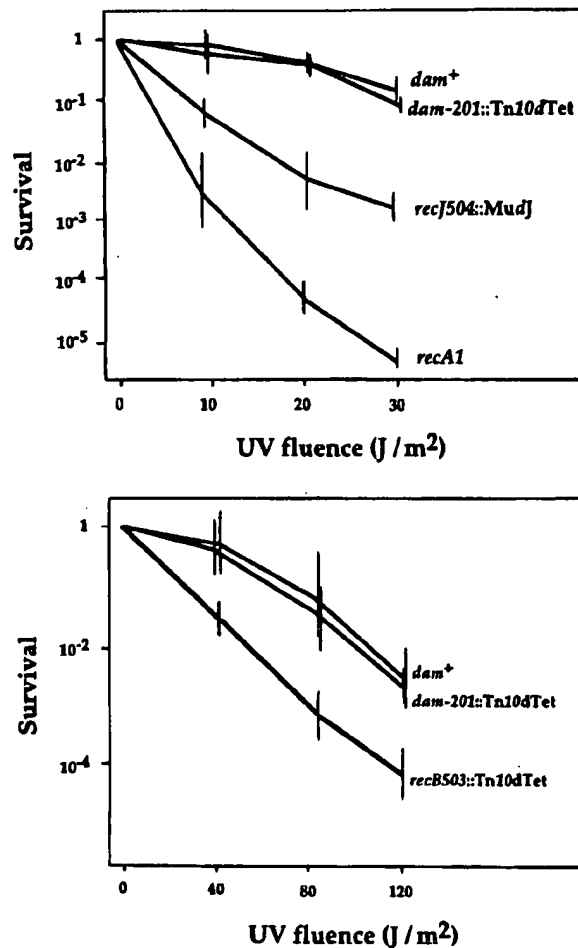 1
10-1
10-2
10-3
10-4
10-5
Survival
dam+
dam-201::Tn10dTet
recJ504::MudJ
recA1
0 10 20 30
UV fluence (J / m2)
1
10-2
10-4
Survival
dam+
dam-201::Tn10dTet
recB503::Tn10dTet
0 40 80 120
UV fluence (J / m2)